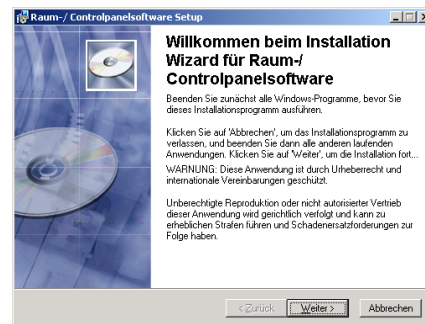 Raum-/ Controlpanelsoftware Setup
Willkommen beim Installation
Wizard für Raum-/
Controlpanelsoftware
Beenden Sie zunächst alle Windows-Programme, bevor Sie
dieses Installationsprogramm ausführen.
Klicken Sie auf 'Abbrechen', um das Installationsprogramm zu
verlassen, und beenden Sie dann alle anderen laufenden
Anwendungen. Klicken Sie auf 'Weiter', um die Installation fort...
WARNUNG: Diese Anwendung ist durch Urheberrecht und
internationale Vereinbarungen geschützt.
Unberechtigte Reproduktion oder nicht autorisierter Vertrieb
dieser Anwendung wird gerichtlich verfolgt und kann zu
erheblichen Strafen führen und Schadenersatzforderungen zur
Folge haben.
< Zurück Weiter > Abbrechen